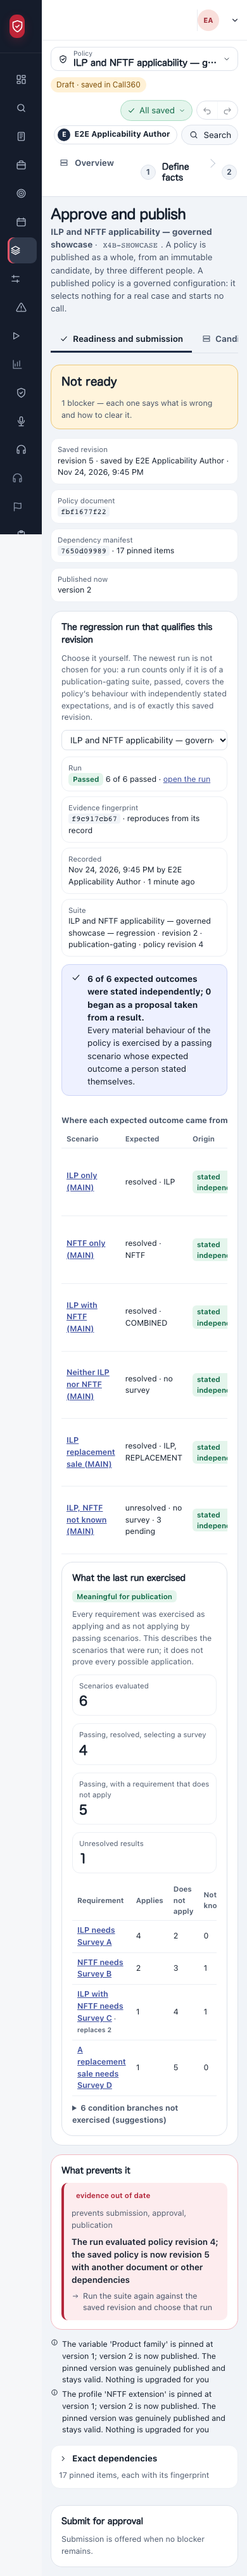 EA
Policy
ILP and NFTF applicability — g···
Draft · saved in Call360
All saved
E E2E Applicability Author
Search
Overview
1 Define facts
2
Approve and publish
ILP and NFTF applicability — governed
showcase · X4B-SHOWCASE . A policy is
published as a whole, from an immutable
candidate, by three different people. A
published policy is a governed configuration: it
selects nothing for a real case and starts no
call.
Readiness and submission
Candi
Not ready
1 blocker — each one says what is wrong
and how to clear it.
Saved revision
revision 5 · saved by E2E Applicability Author ·
Nov 24, 2026, 9:45 PM
Policy document
fbf1677f22
Dependency manifest
7650d09989 · 17 pinned items
Published now
version 2
The regression run that qualifies this
revision
Choose it yourself. The newest run is not
chosen for you: a run counts only if it is of a
publication-gating suite, passed, covers the
policy's behaviour with independently stated
expectations, and is of exactly this saved
revision.
ILP and NFTF applicability — govern
Run
Passed 6 of 6 passed · open the run
Evidence fingerprint
f9c917cb67 · reproduces from its
record
Recorded
Nov 24, 2026, 9:45 PM by E2E
Applicability Author · 1 minute ago
Suite
ILP and NFTF applicability — governed
showcase — regression · revision 2 ·
publication-gating · policy revision 4
6 of 6 expected outcomes
were stated independently; 0
began as a proposal taken
from a result.
Every material behaviour of the
policy is exercised by a passing
scenario whose expected
outcome a person stated
themselves.
Where each expected outcome came from
Scenario Expected Origin
ILP only
(MAIN)
resolved · ILP
stated
indepen
NFTF only
(MAIN)
resolved ·
NFTF
stated
indepen
ILP with
NFTF
(MAIN)
resolved ·
COMBINED
stated
indepen
Neither ILP
nor NFTF
(MAIN)
resolved · no
survey
stated
indepen
ILP
replacement
sale (MAIN)
resolved · ILP,
REPLACEMENT
stated
indepen
ILP, NFTF
not known
(MAIN)
unresolved · no
survey · 3
pending
stated
indepen
What the last run exercised
Meaningful for publication
Every requirement was exercised as
applying and as not applying by
passing scenarios. This describes the
scenarios that were run; it does not
prove every possible application.
Scenarios evaluated
6
Passing, resolved, selecting a survey
4
Passing, with a requirement that does
not apply
5
Unresolved results
1
Requirement Applies Does not apply Not kno
ILP needs
Survey A
4 2 0
NFTF needs
Survey B
2 3 1
ILP with
NFTF needs
Survey C ·
replaces 2
1 4 1
A
replacement
sale needs
Survey D
1 5 0
6 condition branches not
exercised (suggestions)
What prevents it
evidence out of date
prevents submission, approval,
publication
The run evaluated policy revision 4;
the saved policy is now revision 5
with another document or other
dependencies
→ Run the suite again against the
saved revision and choose that run
The variable 'Product family' is pinned at
version 1; version 2 is now published. The
pinned version was genuinely published and
stays valid. Nothing is upgraded for you
The profile 'NFTF extension' is pinned at
version 1; version 2 is now published. The
pinned version was genuinely published and
stays valid. Nothing is upgraded for you
Exact dependencies
17 pinned items, each with its fingerprint
Submit for approval
Submission is offered when no blocker
remains.